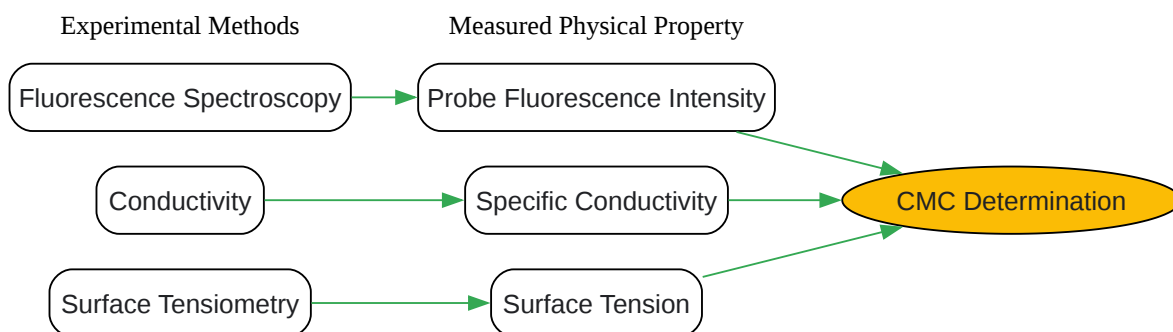 Experimental Methods
Measured Physical Property
Fluorescence Spectroscopy
Probe Fluorescence Intensity
Conductivity
Specific Conductivity
CMC Determination
Surface Tensiometry
Surface Tension